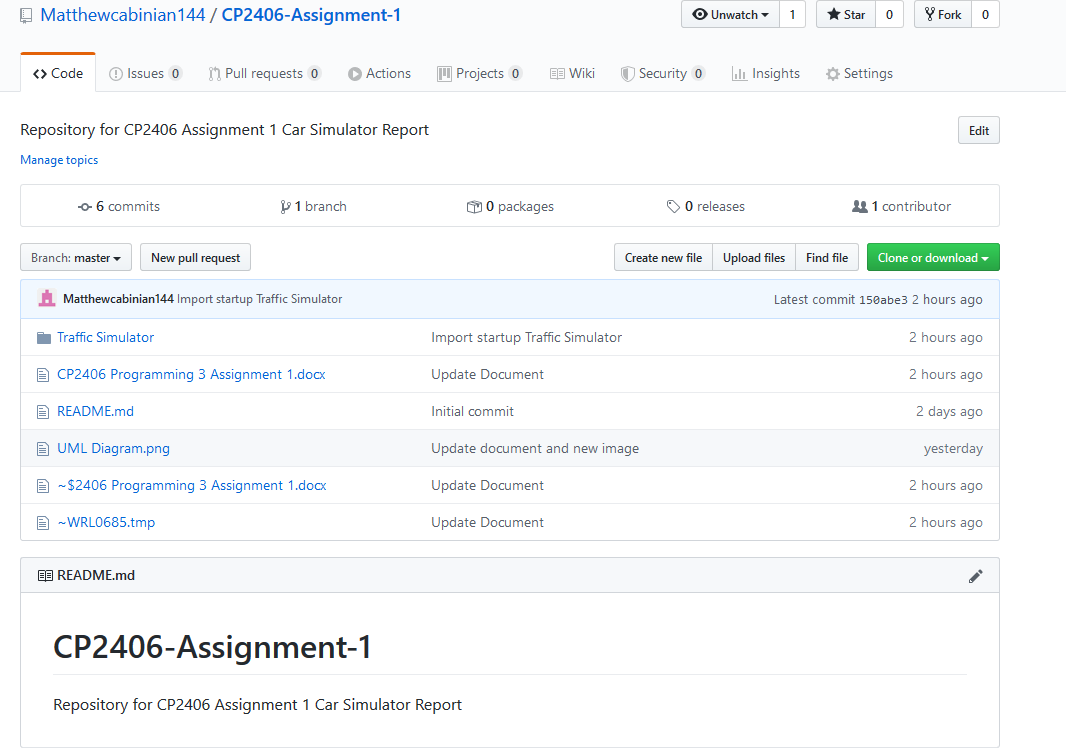 Matthewcabinian144 / CP2406-Assignment-1
Unwatch 1 Star 0 Fork 0
Code Issues 0 Pull requests 0 Actions Projects 0 Wiki Security 0 Insights Settings
Repository for CP2406 Assignment 1 Car Simulator Report
Edit
Manage topics
6 commits 1 branch 0 packages 0 releases 1 contributor
Branch: master New pull request Create new file Upload files Find file Clone or download
Matthewcabinian144 Import startup Traffic Simulator Latest commit 150abe3 2 hours ago
Traffic Simulator Import startup Traffic Simulator 2 hours ago
CP2406 Programming 3 Assignment 1.docx Update Document 2 hours ago
README.md Initial commit 2 days ago
UML Diagram.png Update document and new image yesterday
~$2406 Programming 3 Assignment 1.docx Update Document 2 hours ago
~WRL0685.tmp Update Document 2 hours ago
README.md
CP2406-Assignment-1
Repository for CP2406 Assignment 1 Car Simulator Report